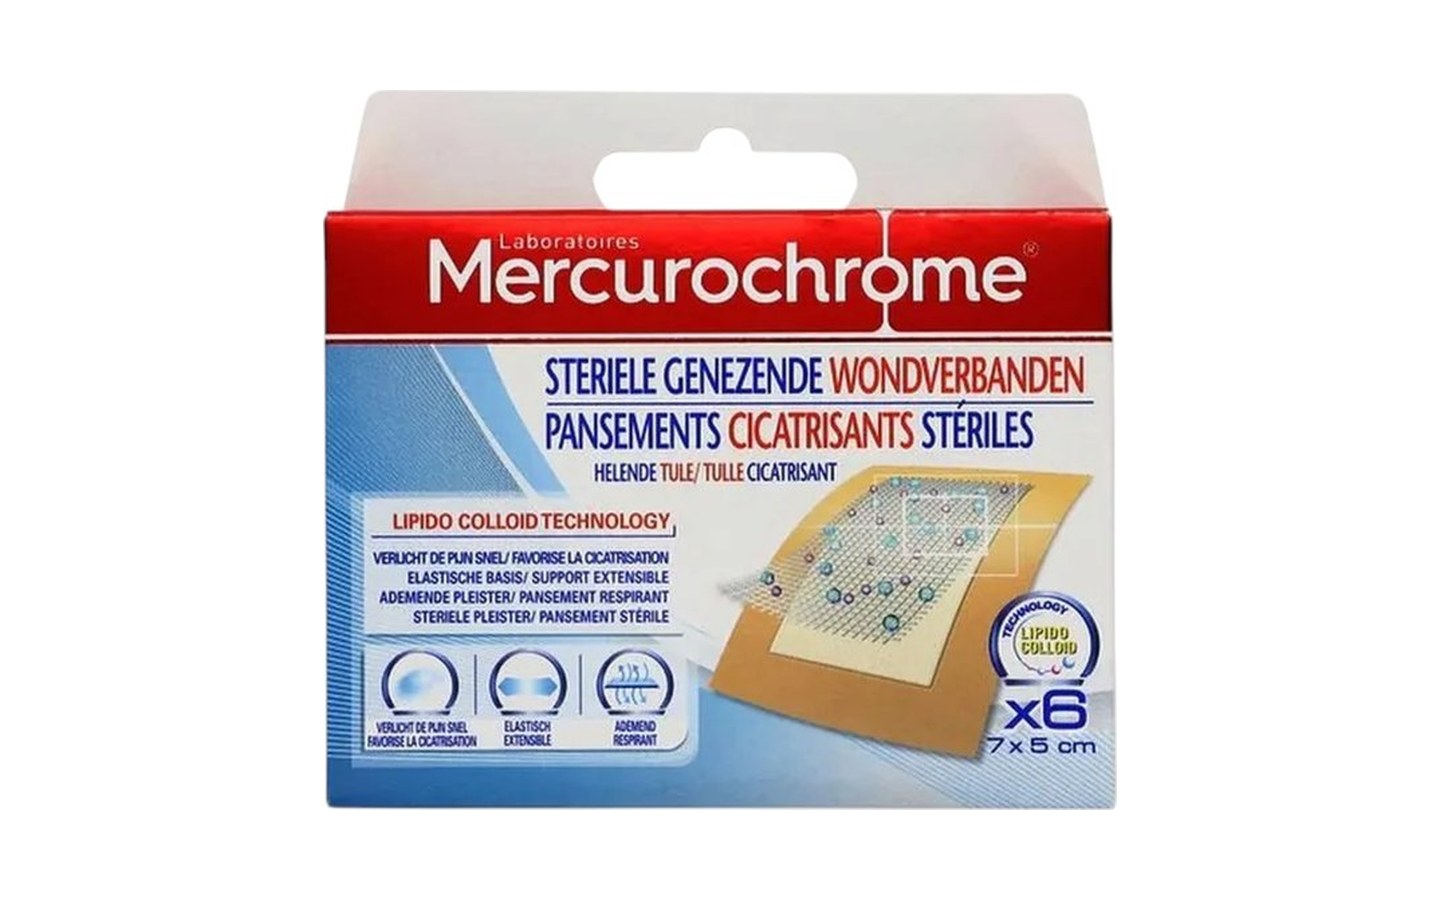 Laboratoires
Mercurochrome®
STERIELE GENEZENDE WONDVERBANDEN
PANSEMENTS CICATRISANTS STÉRILES
HELENDE TULE/ TULLE CICATRISANT
LIPIDO COLLOID TECHNOLOGY
VERLICHT DE PIJN SNEL/ FAVORISE LA CICATRISATION
ELASTISCHE BASIS/ SUPPORT EXTENSIBLE
ADEMENDE PLEISTER/ PANSEMENT RESPIRANT
STERIELE PLEISTER/ PANSEMENT STÉRILE
VERLICHT DE PIJN SNEL
FAVORISE LA CICATRISATION
ELASTISCH
EXTENSIBLE
ADEMEND
RESPIRANT
TECHNOLOGY
LIPIDO
COLLOID
x6
7 x 5 cm